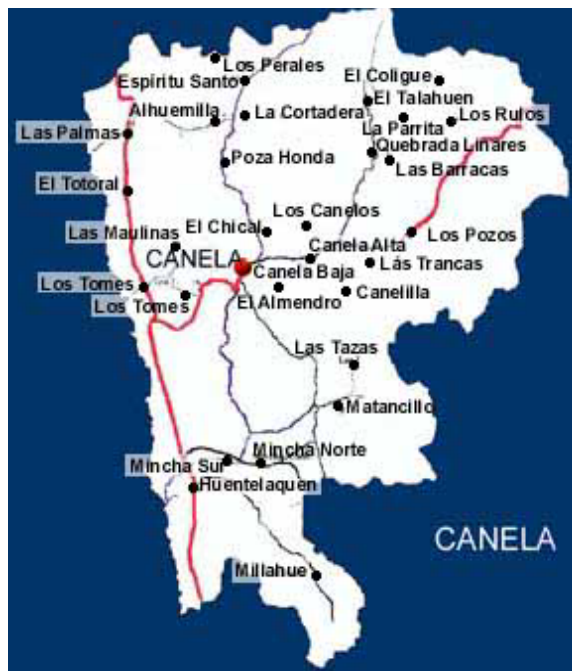 Los Perales
Espíritu Santo
El Coligue
El Talahuen
Alhuemilla
La Cortadera
La Parrita
Los Rulos
Las Palmas
Quebrada Linares
Poza Honda
Las Barracas
El Totoral
Los Canelos
El Chical
Las Maulinas
Los Pozos
Canela Alta
CANELA
Lás Trancas
Canela Baja
Los Tomes
Los Tomes
El Almendro
Canelilla
Las Tazas
Matancillo
Mincha Norte
Mincha Sur
Huentelaquen
CANELA
Millahue